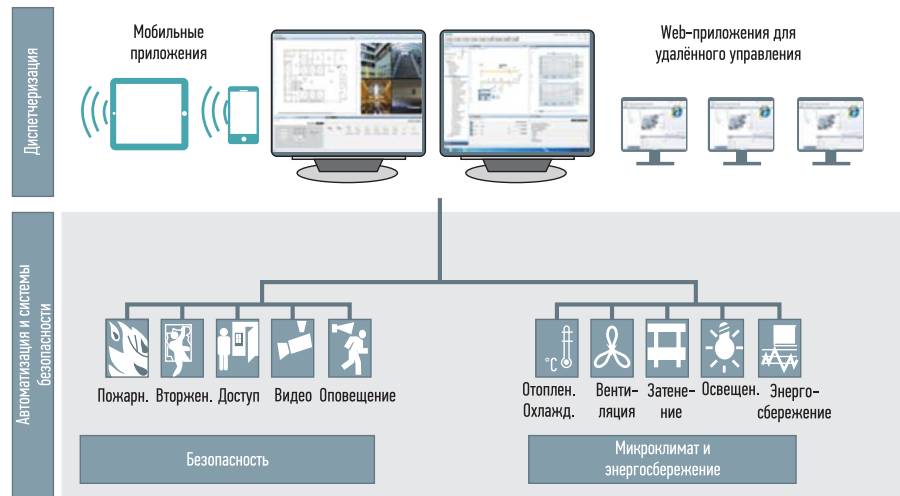 Диспетчеризация
Мобильные
приложения
Web-приложения для
удалённого управления
Автоматизация и системы
безопасности
Пожарн.
Вторжен.
Доступ
Видео
Оповещение
°C
Отоплен.
Охлажд.
Венти-
ляция
Затене-
ние
Освещен.
Энерго-
сбережение
Безопасность
Микроклимат и
энергосбережение